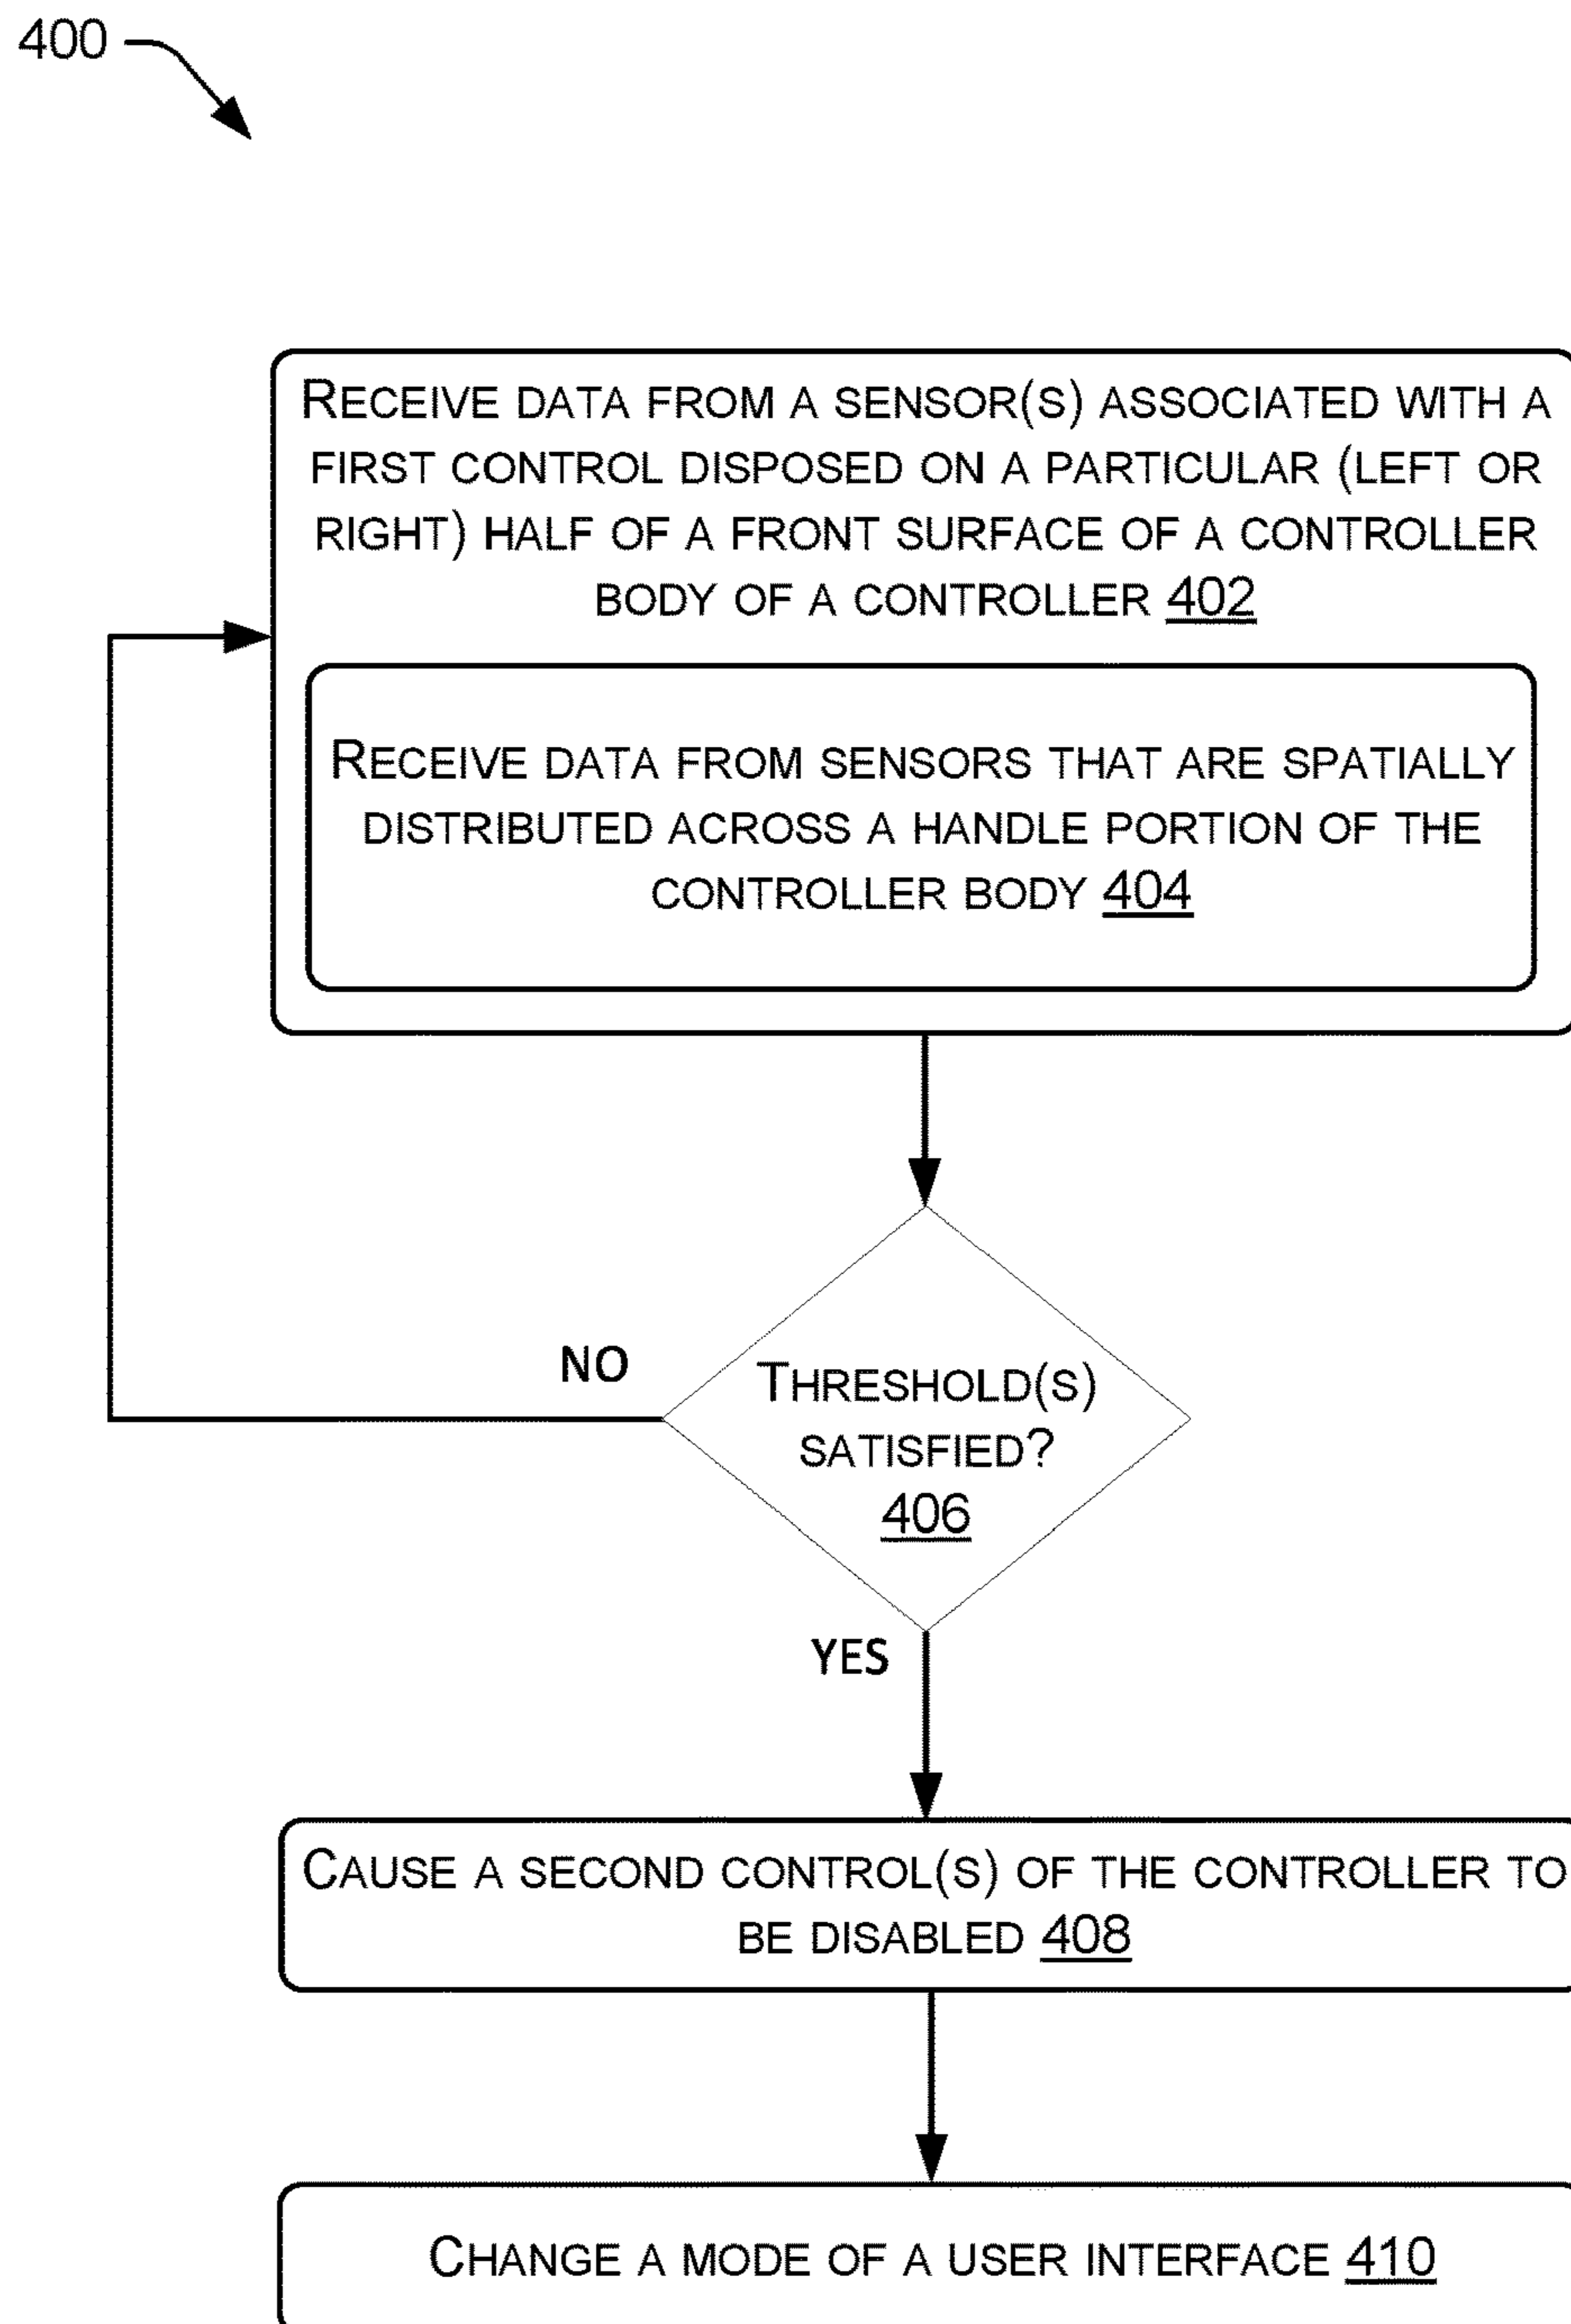 400
RECEIVE DATA FROM A SENSOR(S) ASSOCIATED WITH A
FIRST CONTROL DISPOSED ON A PARTICULAR (LEFT OR
RIGHT) HALF OF A FRONT SURFACE OF A CONTROLLER
BODY OF A CONTROLLER 402
RECEIVE DATA FROM SENSORS THAT ARE SPATIALLY
DISTRIBUTED ACROSS A HANDLE PORTION OF THE
CONTROLLER BODY 404
NO
THRESHOLD(S)
SATISFIED?
406
YES
CAUSE A SECOND CONTROL(S) OF THE CONTROLLER TO
BE DISABLED 408
CHANGE A MODE OF A USER INTERFACE 410